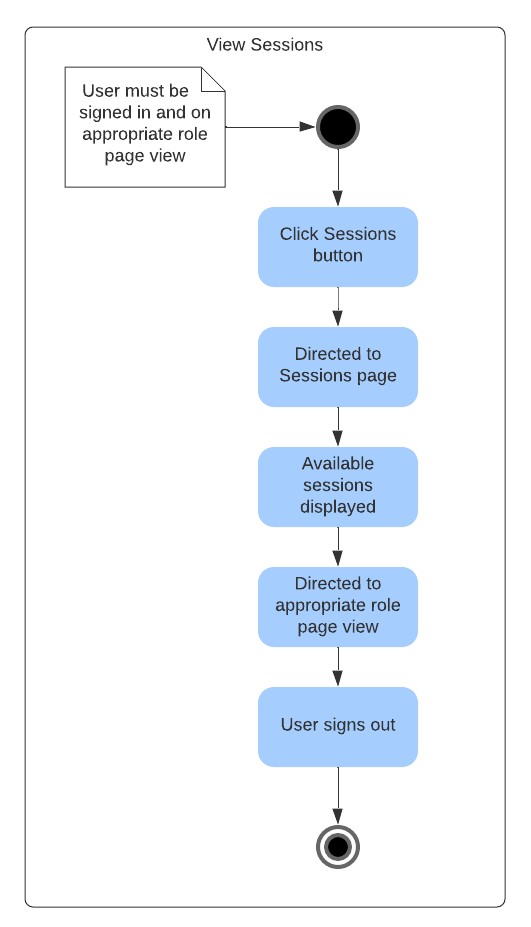 View Sessions
User must be
signed in and on
appropriate role
page view
Click Sessions
button
Directed to
Sessions page
Available
sessions
displayed
Directed to
appropriate role
page view
User signs out